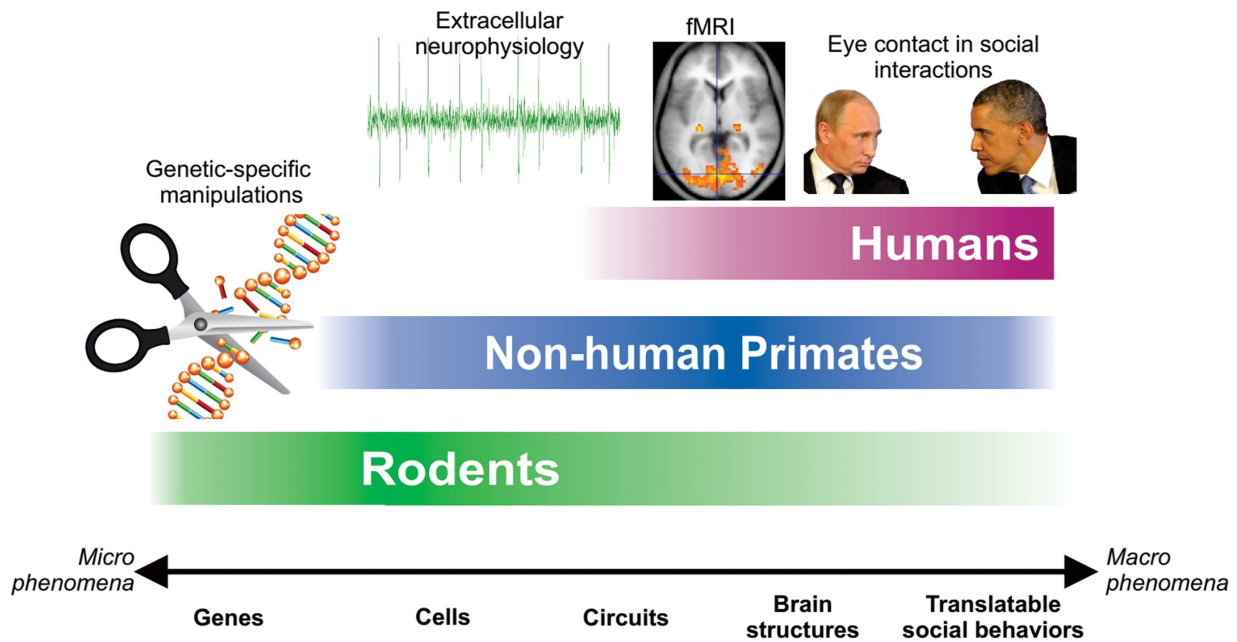 Extracellular
neurophysiology
fMRI
Eye contact in social
interactions
Genetic-specific
manipulations
Humans
Non-human Primates
Rodents
Micro
phenomena
Macro
phenomena
Genes
Cells
Circuits
Brain
structures
Translatable
social behaviors